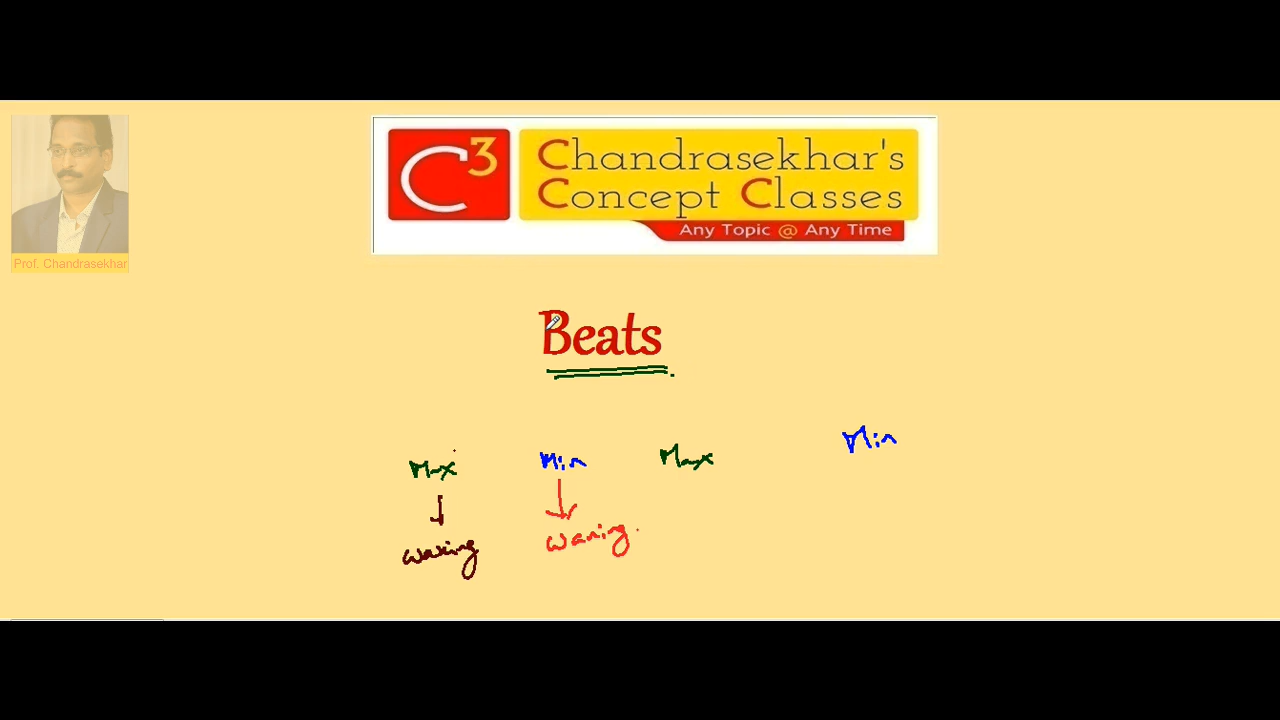 C3
Chandrasekhar's
Concept Classes
Any Topic @ Any Time
Prof. Chandrasekhar
Beats
Max Min Max Min
waxing waning